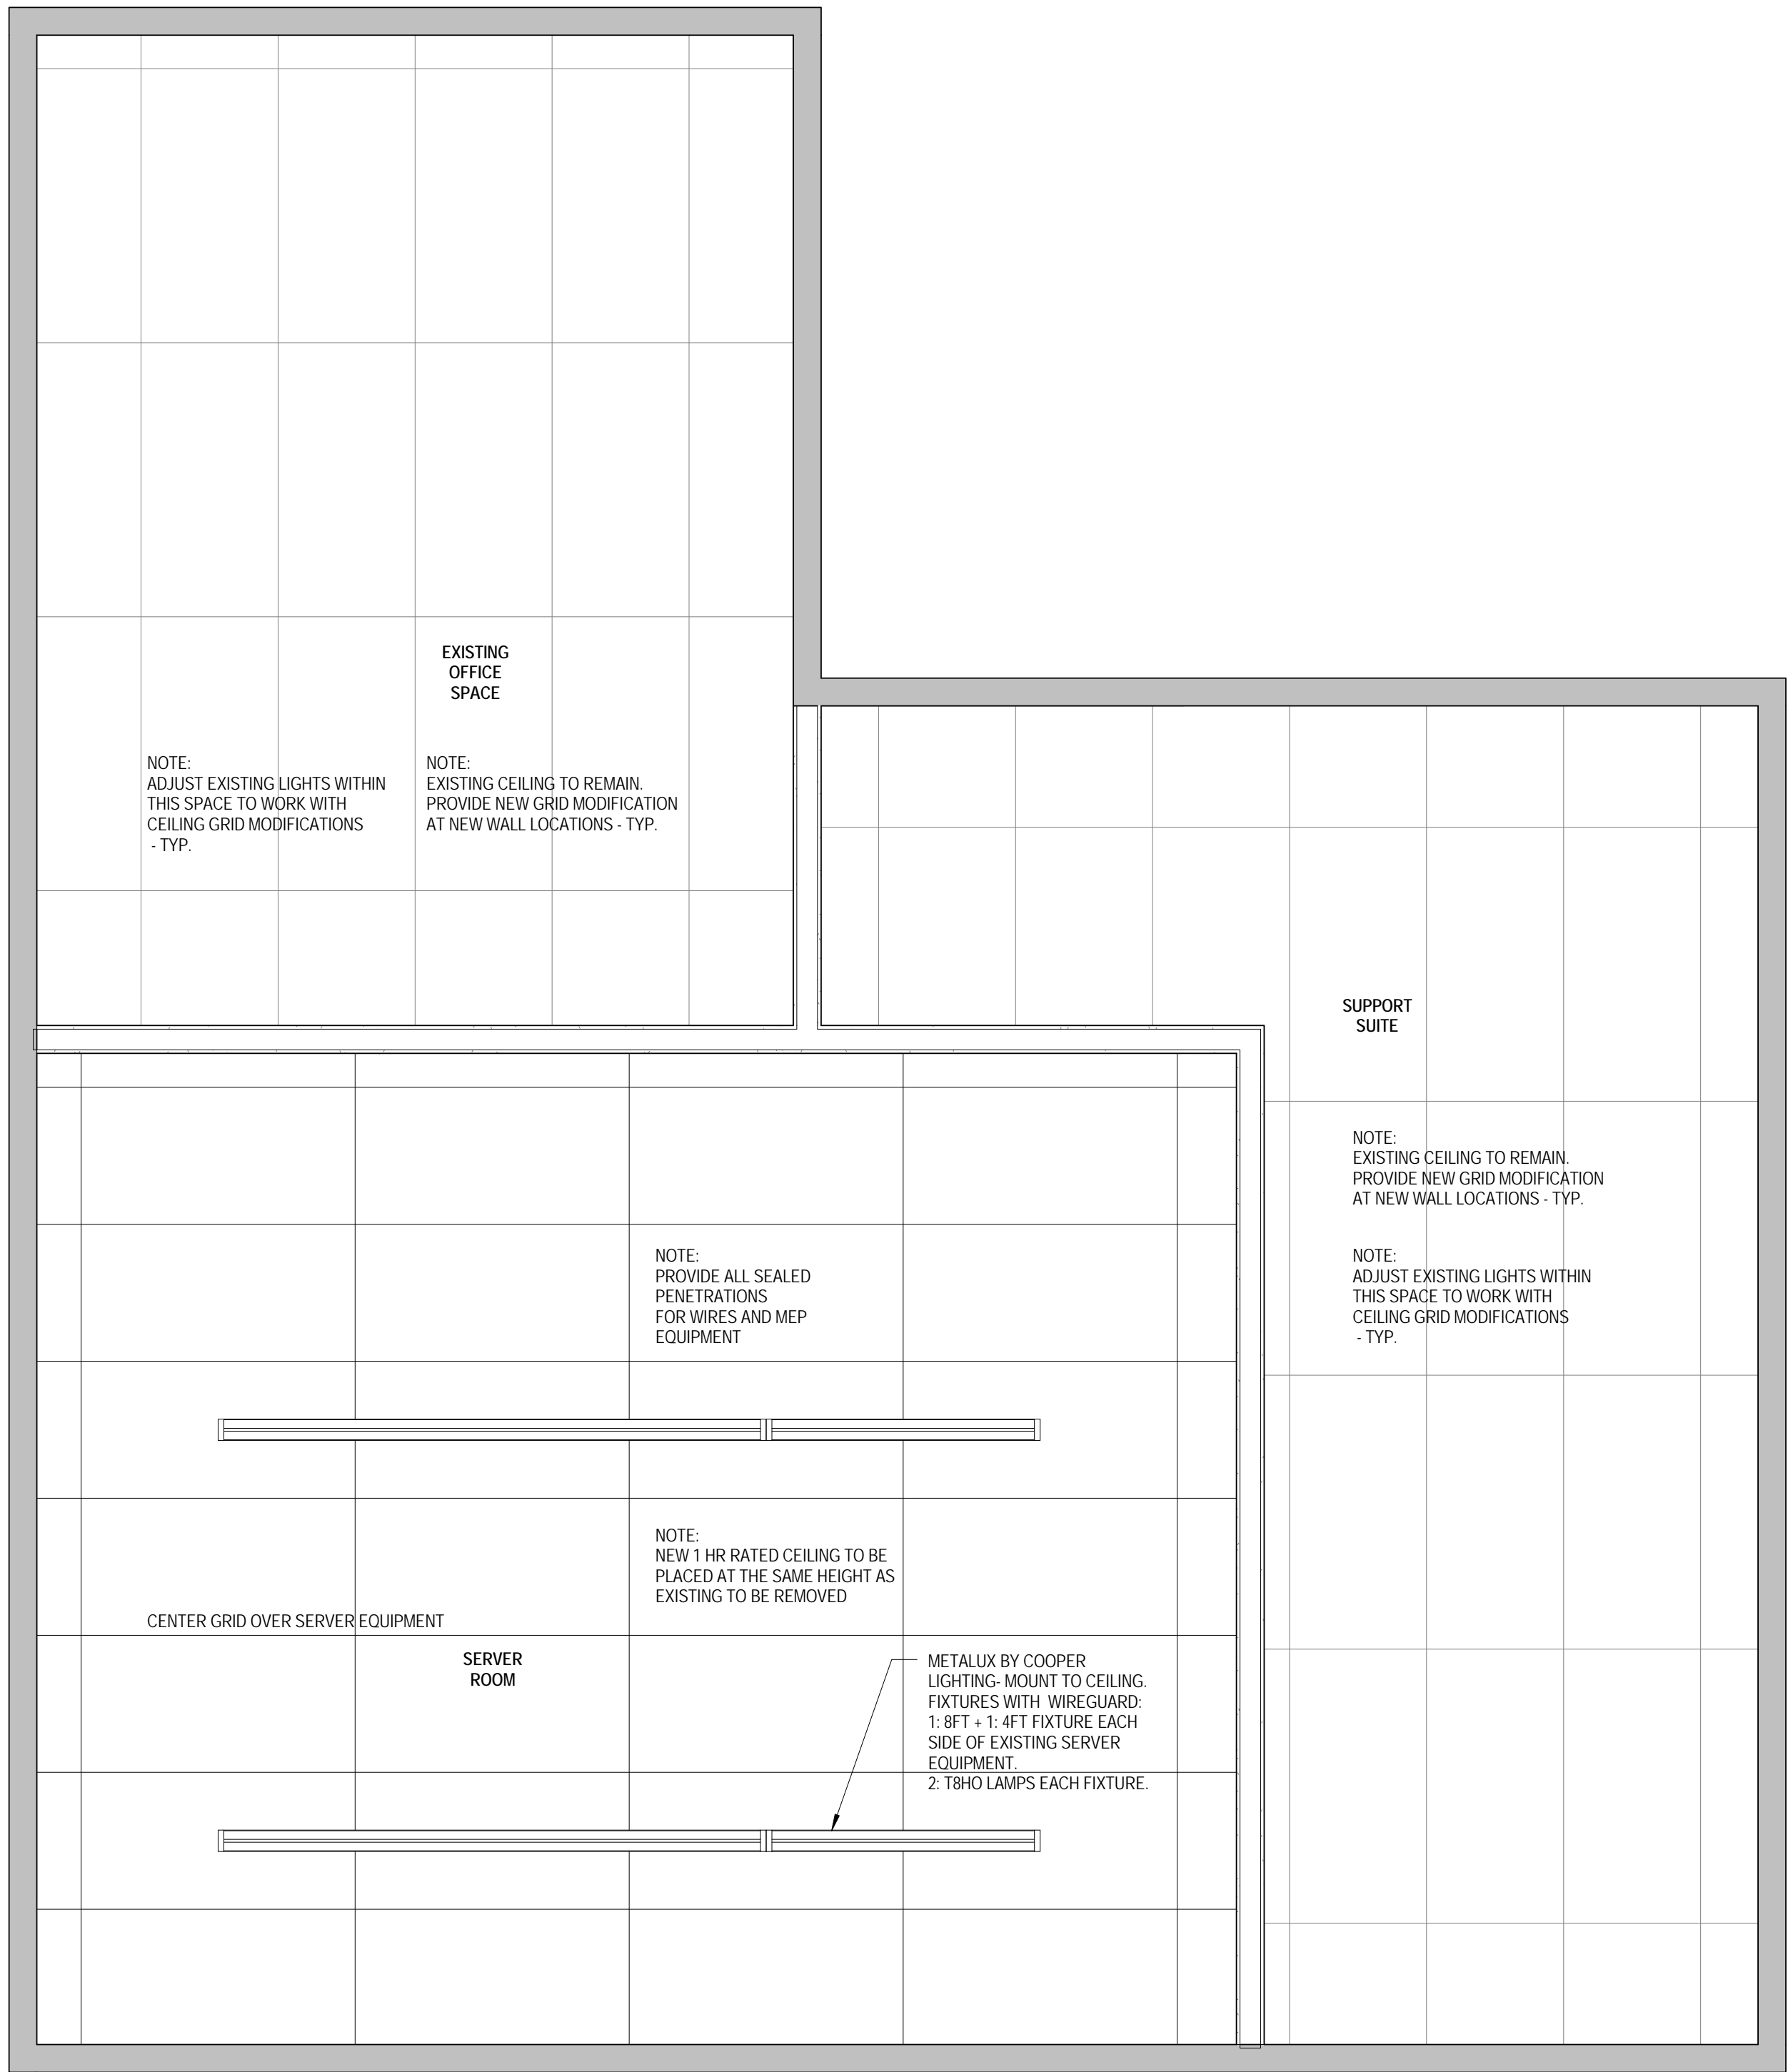 EXISTING
OFFICE
SPACE
NOTE:
ADJUST EXISTING LIGHTS WITHIN
THIS SPACE TO WORK WITH
CEILING GRID MODIFICATIONS
- TYP.
NOTE:
EXISTING CEILING TO REMAIN.
PROVIDE NEW GRID MODIFICATION
AT NEW WALL LOCATIONS - TYP.
SUPPORT
SUITE
NOTE:
EXISTING CEILING TO REMAIN.
PROVIDE NEW GRID MODIFICATION
AT NEW WALL LOCATIONS - TYP.
NOTE:
ADJUST EXISTING LIGHTS WITHIN
THIS SPACE TO WORK WITH
CEILING GRID MODIFICATIONS
- TYP.
NOTE:
PROVIDE ALL SEALED
PENETRATIONS
FOR WIRES AND MEP
EQUIPMENT
NOTE:
NEW 1 HR RATED CEILING TO BE
PLACED AT THE SAME HEIGHT AS
EXISTING TO BE REMOVED
CENTER GRID OVER SERVER EQUIPMENT
SERVER
ROOM
METALUX BY COOPER
LIGHTING- MOUNT TO CEILING.
FIXTURES WITH WIREGUARD:
1: 8FT + 1: 4FT FIXTURE EACH
SIDE OF EXISTING SERVER
EQUIPMENT.
2: T8HO LAMPS EACH FIXTURE.